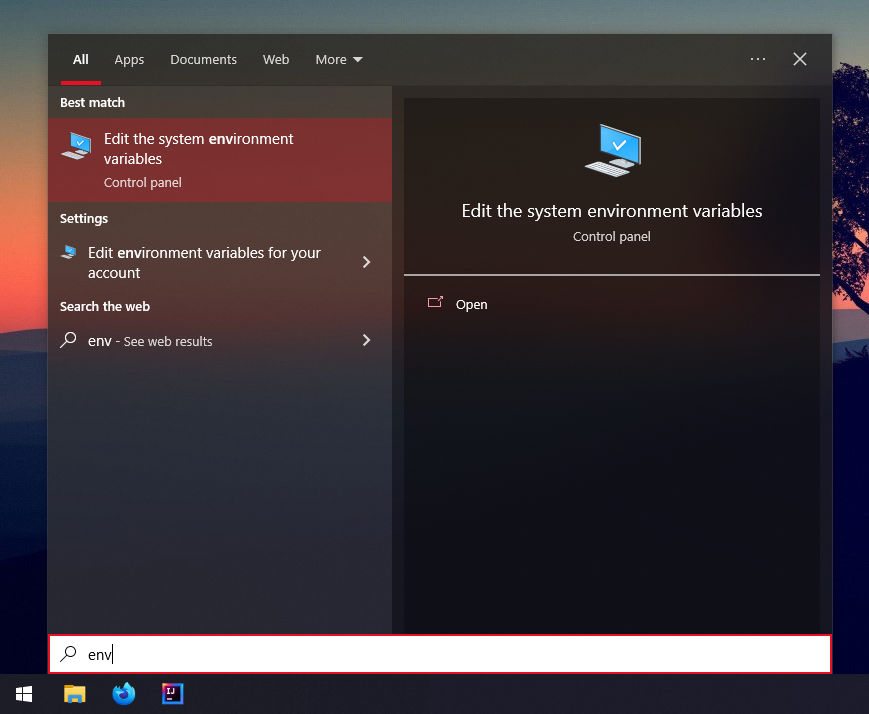 All Apps Documents Web More
Best match
Edit the system environment
variables
Control panel
Settings
Edit environment variables for your
account
Search the web
env - See web results
Edit the system environment variables
Control panel
Open
env
IJ